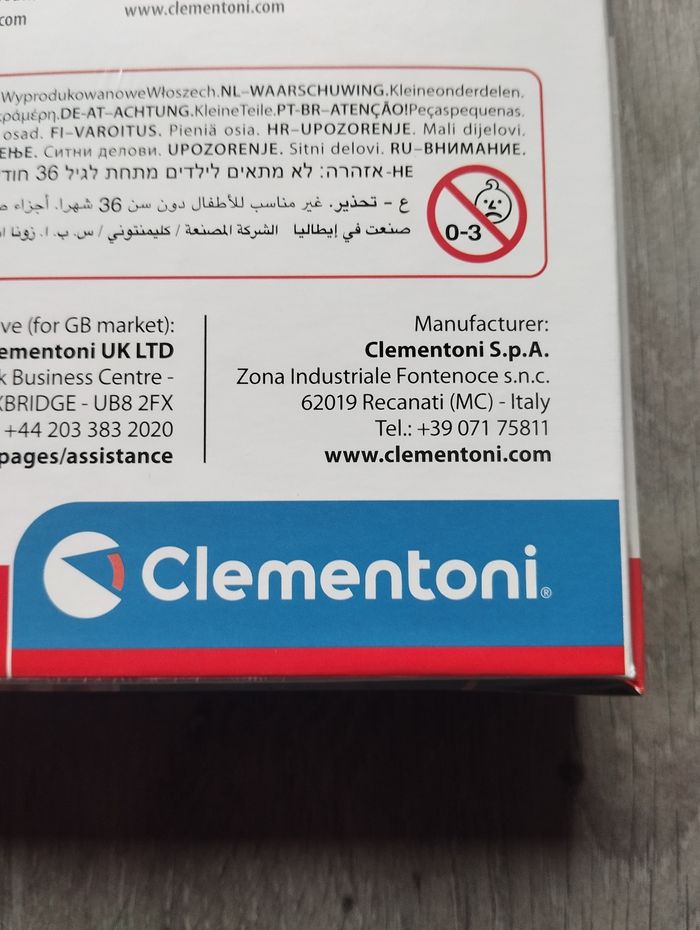 .com
www.clementoni.com
WyprodukowanoweWłoszech.NL–WAARSCHUWING.Kleineonderdelen.
DE-AT–ACHTUNG.KleineTeile.PT-BR–ATENÇÃO!Peçaspequenas.
osad. FI–VAROITUS. Pieniä osia. HR–UPOZORENJE. Mali dijelovi.
Ситни делови. UPOZORENJE. Sitni delovi. RU–ВНИМАНИЕ.
HE-אזהרה: לא מתאים לילדים מתחת לגיל 36
ع – تحذير. غير مناسب للأطفال دون سن 36 شهرا. أجزاء
صنعت في إيطاليا الشركة المصنعة / كليمنتوني / س. ب. ا. زونا
0-3
ve (for GB market):
ementoni UK LTD
k Business Centre -
XBRIDGE - UB8 2FX
+44 203 383 2020
pages/assistance
Manufacturer:
Clementoni S.p.A.
Zona Industriale Fontenoce s.n.c.
62019 Recanati (MC) - Italy
Tel.: +39 071 75811
www.clementoni.com
Clementoni®